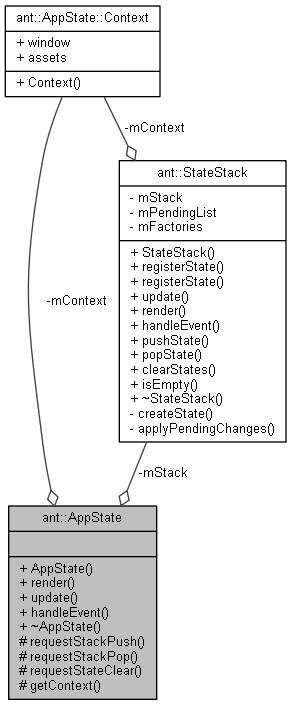 ant::AppState::Context
+ window
+ assets
+ Context()
-mContext
ant::StateStack
- mStack
- mPendingList
- mFactories
+ StateStack()
+ registerState()
+ registerState()
+ update()
+ render()
+ handleEvent()
+ pushState()
+ popState()
+ clearStates()
+ isEmpty()
+ ~StateStack()
- createState()
- applyPendingChanges()
-mContext
-mStack
ant::AppState
+ AppState()
+ render()
+ update()
+ handleEvent()
+ ~AppState()
# requestStackPush()
# requestStackPop()
# requestStateClear()
# getContext()